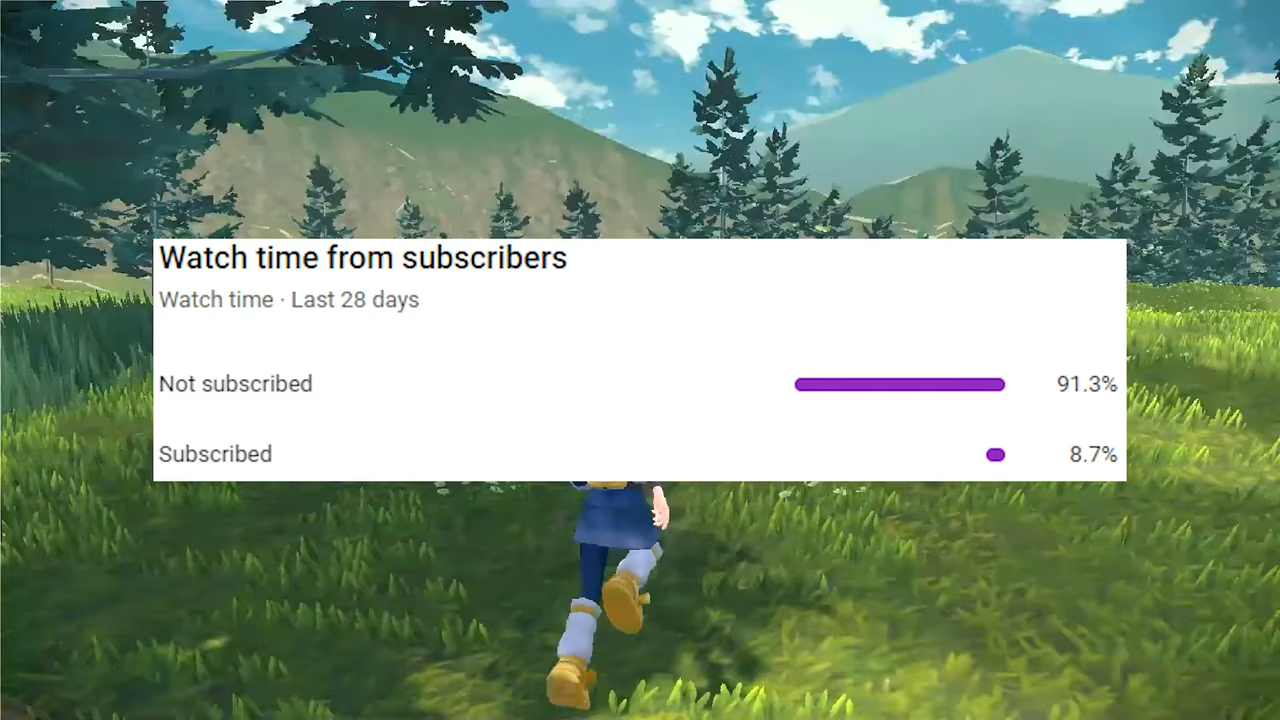 Watch time from subscribers
Watch time · Last 28 days
Not subscribed 91.3%
Subscribed 8.7%